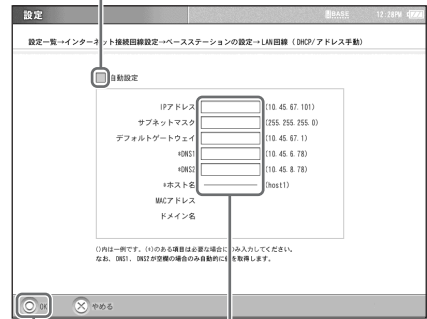 設定
BASE 12:28PM
設定一覧→インターネット接続回線設定→ベースステーションの設定→LAN回線（DHCP/アドレス手動）
自動設定
IPアドレス (10.45.67.101)
サブネットマスク (255.255.255.0)
デフォルトゲートウェイ (10.45.67.1)
*DNS1 (10.45.6.78)
*DNS2 (10.45.8.78)
*ホスト名 (host1)
MACアドレス
ドメイン名
()内は一例です。(*)のある項目は必要な場合にのみ入力してください。
なお、DNS1、DNS2が空欄の場合のみ自動的に値を取得します。
OK やめる